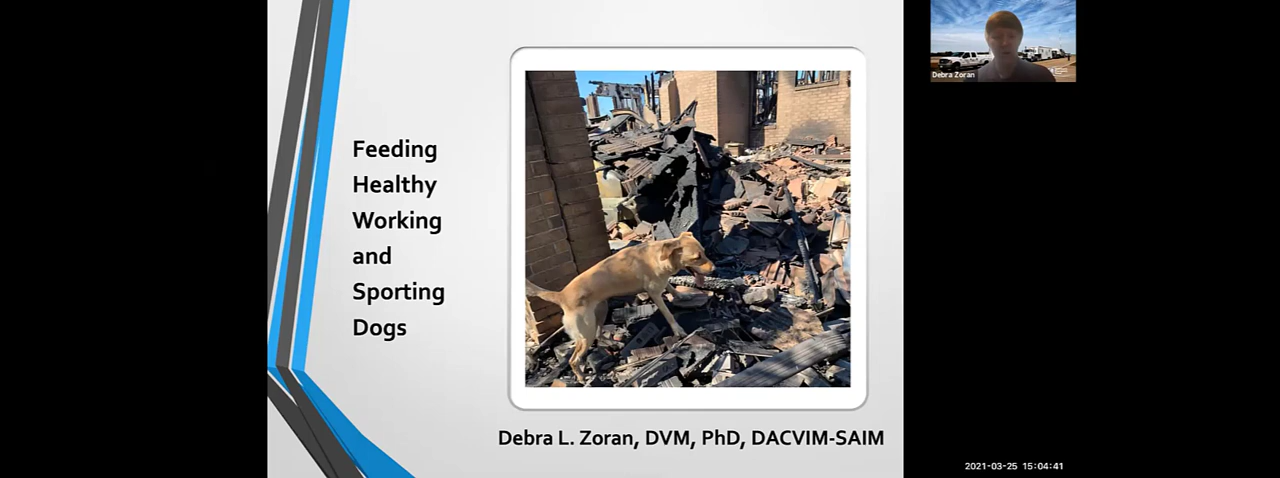 Feeding
Healthy
Working
and
Sporting
Dogs
Debra L. Zoran, DVM, PhD, DACVIM-SAIM
Debra Zoran
2021-03-25 15:04:41